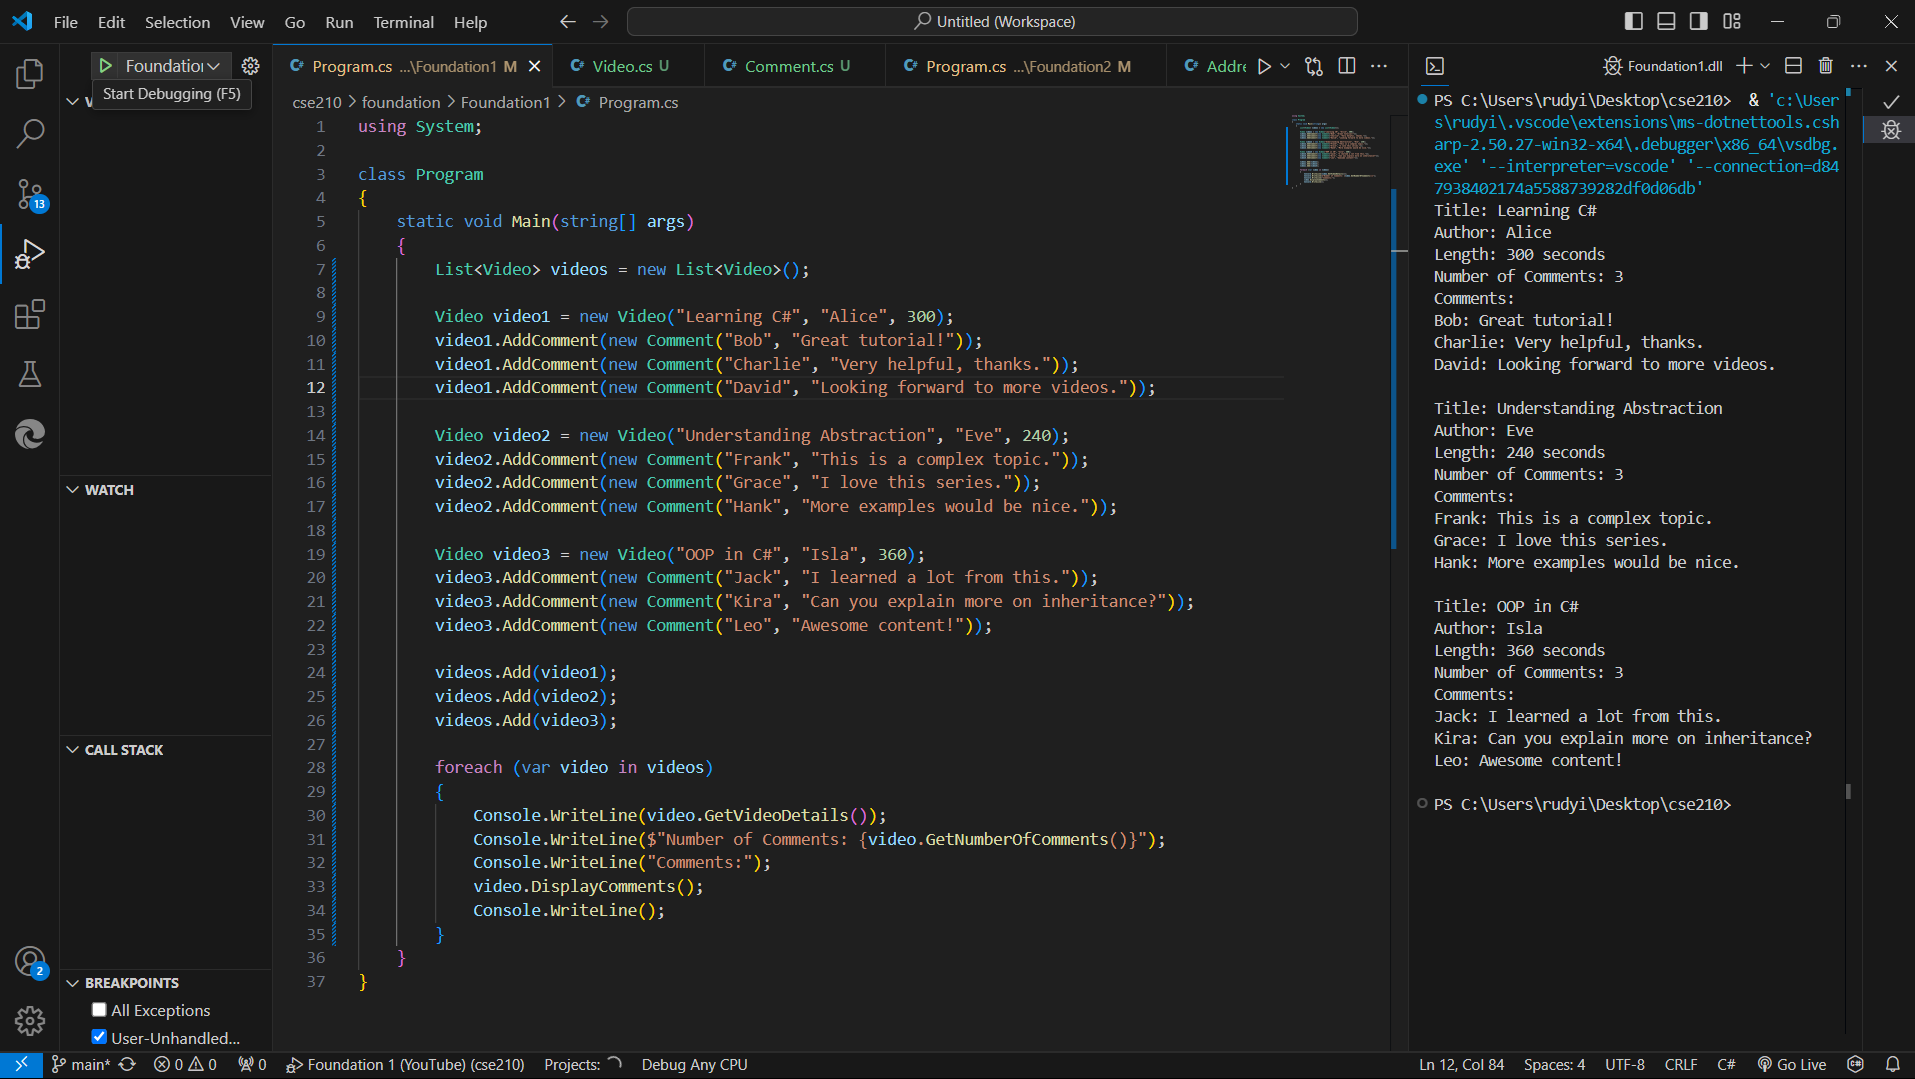 File Edit Selection View Go Run Terminal Help
Untitled (Workspace)
Foundatio
Start Debugging (F5)
WATCH
CALL STACK
BREAKPOINTS
All Exceptions
User-Unhandled...
13
2
Program.cs ...\Foundation1 M
Video.cs U
Comment.cs U
Program.cs ...\Foundation2 M
Addre
cse210 > foundation > Foundation1 > Program.cs
1 using System;
2
3 class Program
4 {
5 static void Main(string[] args)
6 {
7 List<Video> videos = new List<Video>();
8
9 Video video1 = new Video("Learning C#", "Alice", 300);
10 video1.AddComment(new Comment("Bob", "Great tutorial!"));
11 video1.AddComment(new Comment("Charlie", "Very helpful, thanks."));
12 video1.AddComment(new Comment("David", "Looking forward to more videos."));
13
14 Video video2 = new Video("Understanding Abstraction", "Eve", 240);
15 video2.AddComment(new Comment("Frank", "This is a complex topic."));
16 video2.AddComment(new Comment("Grace", "I love this series."));
17 video2.AddComment(new Comment("Hank", "More examples would be nice."));
18
19 Video video3 = new Video("OOP in C#", "Isla", 360);
20 video3.AddComment(new Comment("Jack", "I learned a lot from this."));
21 video3.AddComment(new Comment("Kira", "Can you explain more on inheritance?"));
22 video3.AddComment(new Comment("Leo", "Awesome content!"));
23
24 videos.Add(video1);
25 videos.Add(video2);
26 videos.Add(video3);
27
28 foreach (var video in videos)
29 {
30 Console.WriteLine(video.GetVideoDetails());
31 Console.WriteLine($"Number of Comments: {video.GetNumberOfComments()}");
32 Console.WriteLine("Comments:");
33 video.DisplayComments();
34 Console.WriteLine();
35 }
36 }
37 }
Foundation1.dll
PS C:\Users\rudyi\Desktop\cse210> & 'c:\User
s\rudyi\.vscode\extensions\ms-dotnettools.csh
arp-2.50.27-win32-x64\.debugger\x86_64\vsdbg.
exe' '--interpreter=vscode' '--connection=d84
7938402174a5588739282df0d06db'
Title: Learning C#
Author: Alice
Length: 300 seconds
Number of Comments: 3
Comments:
Bob: Great tutorial!
Charlie: Very helpful, thanks.
David: Looking forward to more videos.
Title: Understanding Abstraction
Author: Eve
Length: 240 seconds
Number of Comments: 3
Comments:
Frank: This is a complex topic.
Grace: I love this series.
Hank: More examples would be nice.
Title: OOP in C#
Author: Isla
Length: 360 seconds
Number of Comments: 3
Comments:
Jack: I learned a lot from this.
Kira: Can you explain more on inheritance?
Leo: Awesome content!
PS C:\Users\rudyi\Desktop\cse210>
main* 0 0 0 Foundation 1 (YouTube) (cse210) Projects: Debug Any CPU Ln 12, Col 84 Spaces: 4 UTF-8 CRLF C# Go Live